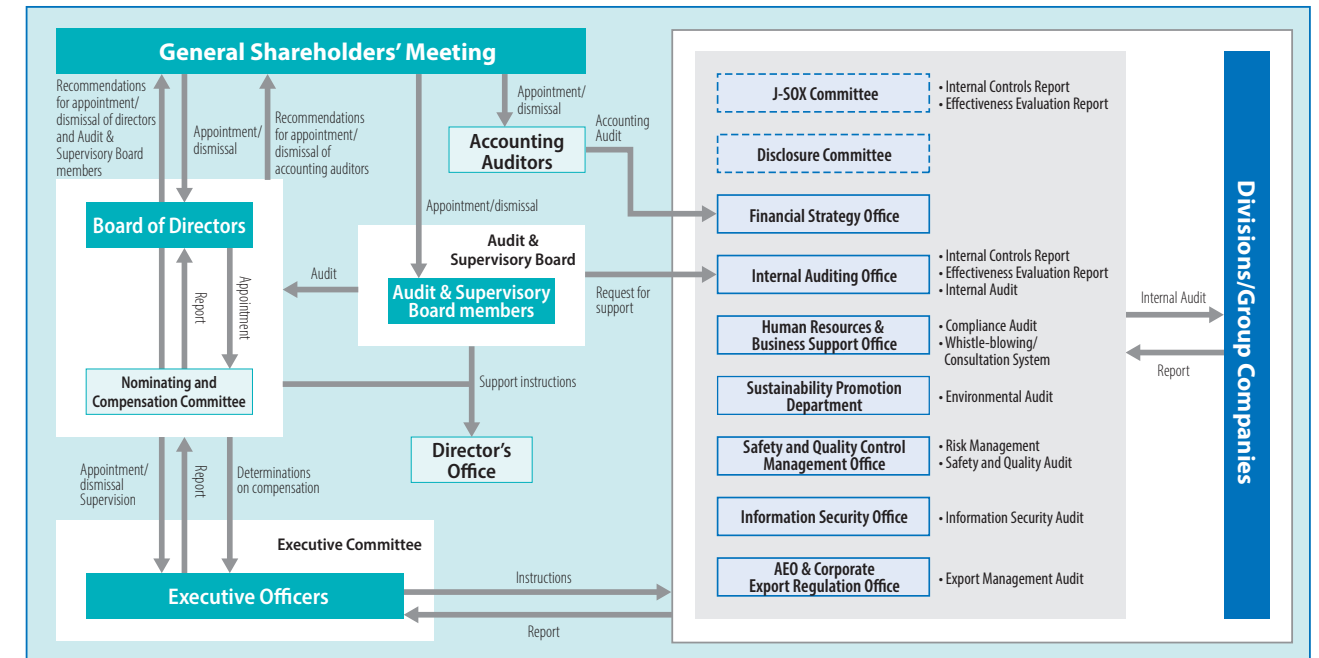 General Shareholders' Meeting
Recommendations
for appointment/
dismissal of directors
and Audit &
Supervisory Board
members
Appointment/
dismissal
Recommendations
for appointment/
dismissal of
accounting auditors
Appointment/
dismissal
Accounting
Auditors
Accounting
Audit
Appointment/dismissal
Board of Directors
Report
Appointment
Nominating and
Compensation Committee
Audit
Audit &
Supervisory Board
Audit & Supervisory
Board members
Request for
support
Support instructions
Director's
Office
Appointment/
dismissal
Supervision
Report
Determinations
on compensation
Executive Committee
Executive Officers
Instructions
Report
J-SOX Committee
• Internal Controls Report
• Effectiveness Evaluation Report
Disclosure Committee
Financial Strategy Office
Internal Auditing Office
• Internal Controls Report
• Effectiveness Evaluation Report
• Internal Audit
Human Resources &
Business Support Office
• Compliance Audit
• Whistle-blowing/
Consultation System
Sustainability Promotion
Department
• Environmental Audit
Safety and Quality Control
Management Office
• Risk Management
• Safety and Quality Audit
Information Security Office
• Information Security Audit
AEO & Corporate
Export Regulation Office
• Export Management Audit
Internal Audit
Report
Divisions/Group Companies